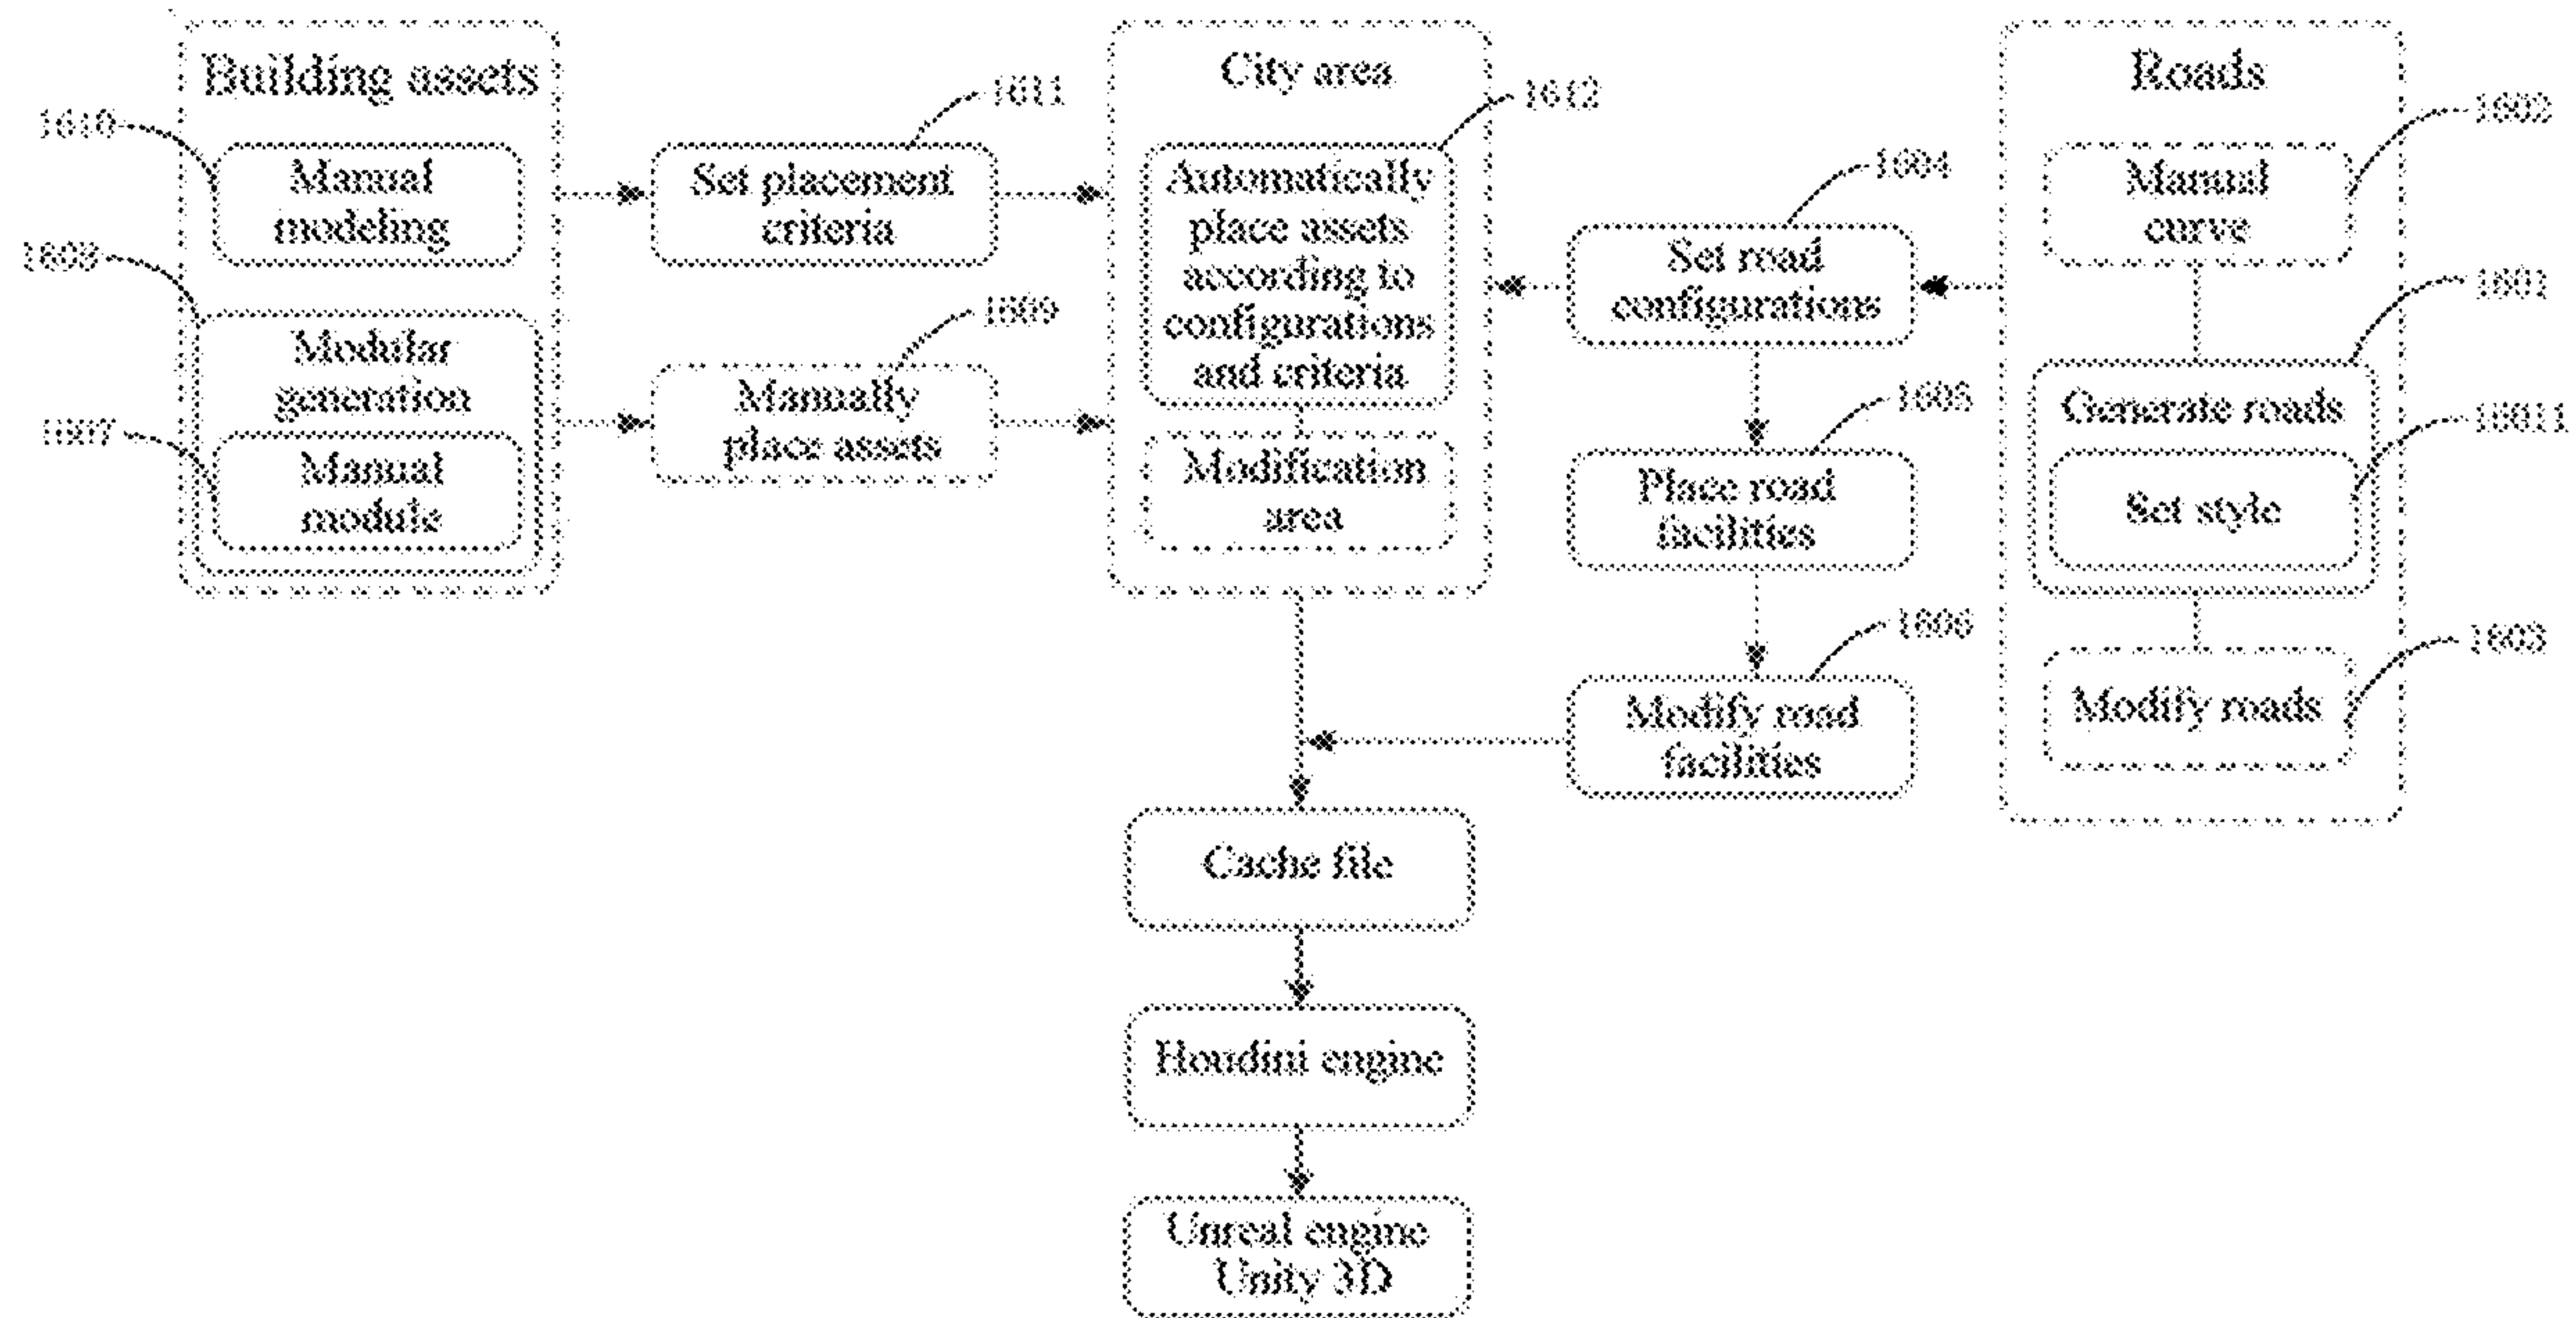 Building assets
1610
Manual
modeling
1608
Modular
generation
1607
Manual
module
1611
Set placement
criteria
1609
Manually
place assets
City area
1612
Automatically
place assets
according to
configurations
and criteria
Modification
area
1604
Set road
configurations
1605
Place road
facilities
1606
Modify road
facilities
Roads
1602
Manual
curve
1601
Generate roads
16011
Set style
1603
Modify roads
Cache file
Houdini engine
Unreal engine
Unity 3D